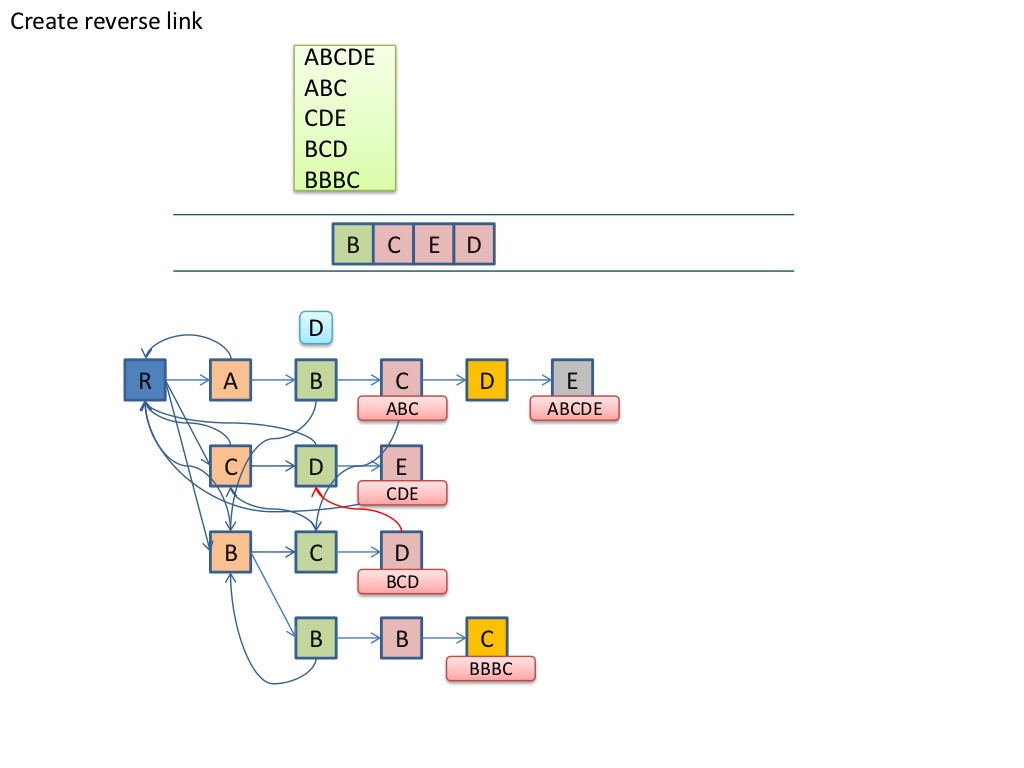 Create reverse link
ABCDE
ABC
CDE
BCD
BBBC
B C E D
D
R A B C D E
ABC ABCDE
C D E
CDE
B C D
BCD
B B C
BBBC